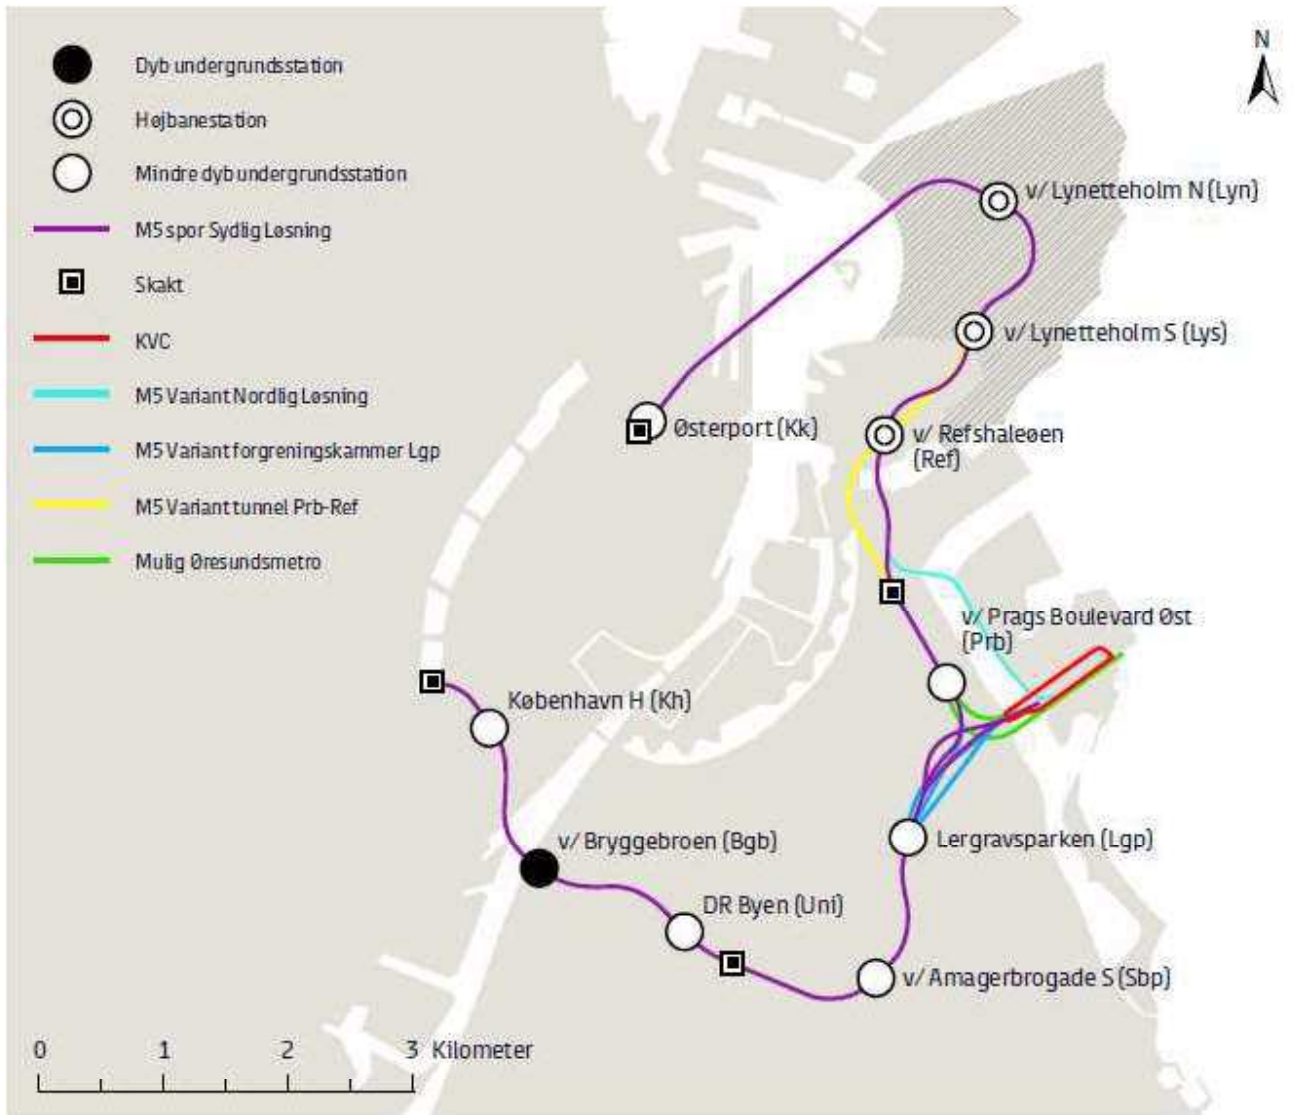 Dyb undergrundsstation
Højbanestation
Mindre dyb undergrundsstation
M5 spor Sydlig Løsning
Skakt
KVC
M5 Variant Nordlig Løsning
M5 Variant forgreningskammer Lgp
M5 Variant tunnel Prb-Ref
Mulig Øresundsmetro
N
v/ Lynetteholm N (Lyn)
v/ Lynetteholm S (Lys)
Østerport (Kk)
v/ Refshaleøen
(Ref)
v/ Prags Boulevard Øst
(Prb)
København H (Kh)
v/ Bryggebroen (Bgb)
Lergravsparken (Lgp)
DR Byen (Uni)
v/ Amagerbrogade S (Sbp)
0 1 2 3 Kilometer